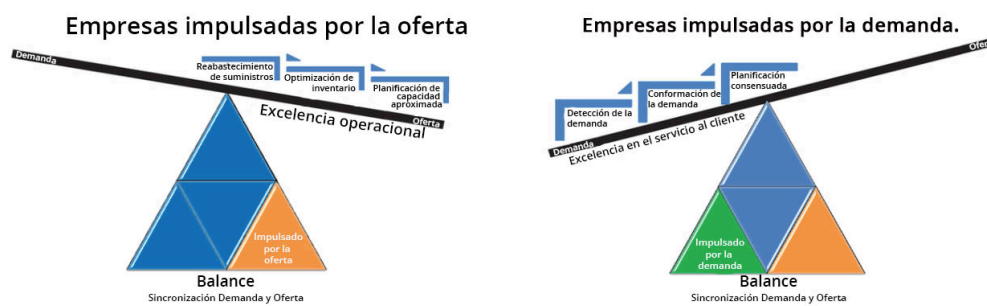 Empresas impulsadas por la oferta
Demanda
Reabastecimiento
de suministros
Optimización de
inventario
Planificación de
capacidad
aproximada
Excelencia operacional
Oferta
Impulsado
por la
oferta
Balance
Sincronización Demanda y Oferta
Empresas impulsadas por la demanda.
Oferta
Planificación
consensuada
Conformación de
la demanda
Detección de la
demanda
Demanda
Excelencia en el servicio al cliente
Impulsado
por la
demanda
Balance
Sincronización Demanda y Oferta